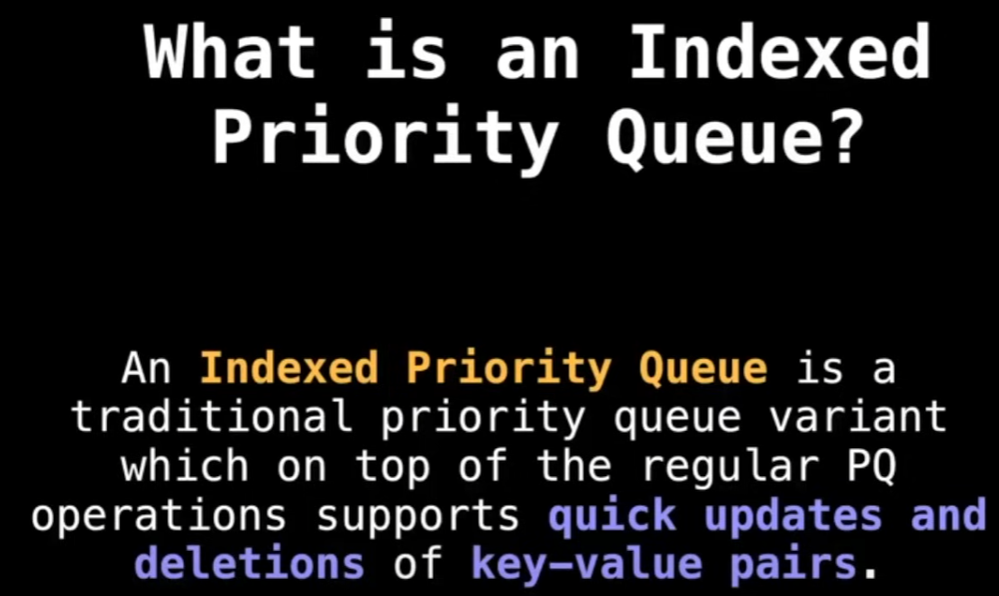 What is an Indexed
Priority Queue?
An Indexed Priority Queue is a
traditional priority queue variant
which on top of the regular PQ
operations supports quick updates and
deletions of key-value pairs.